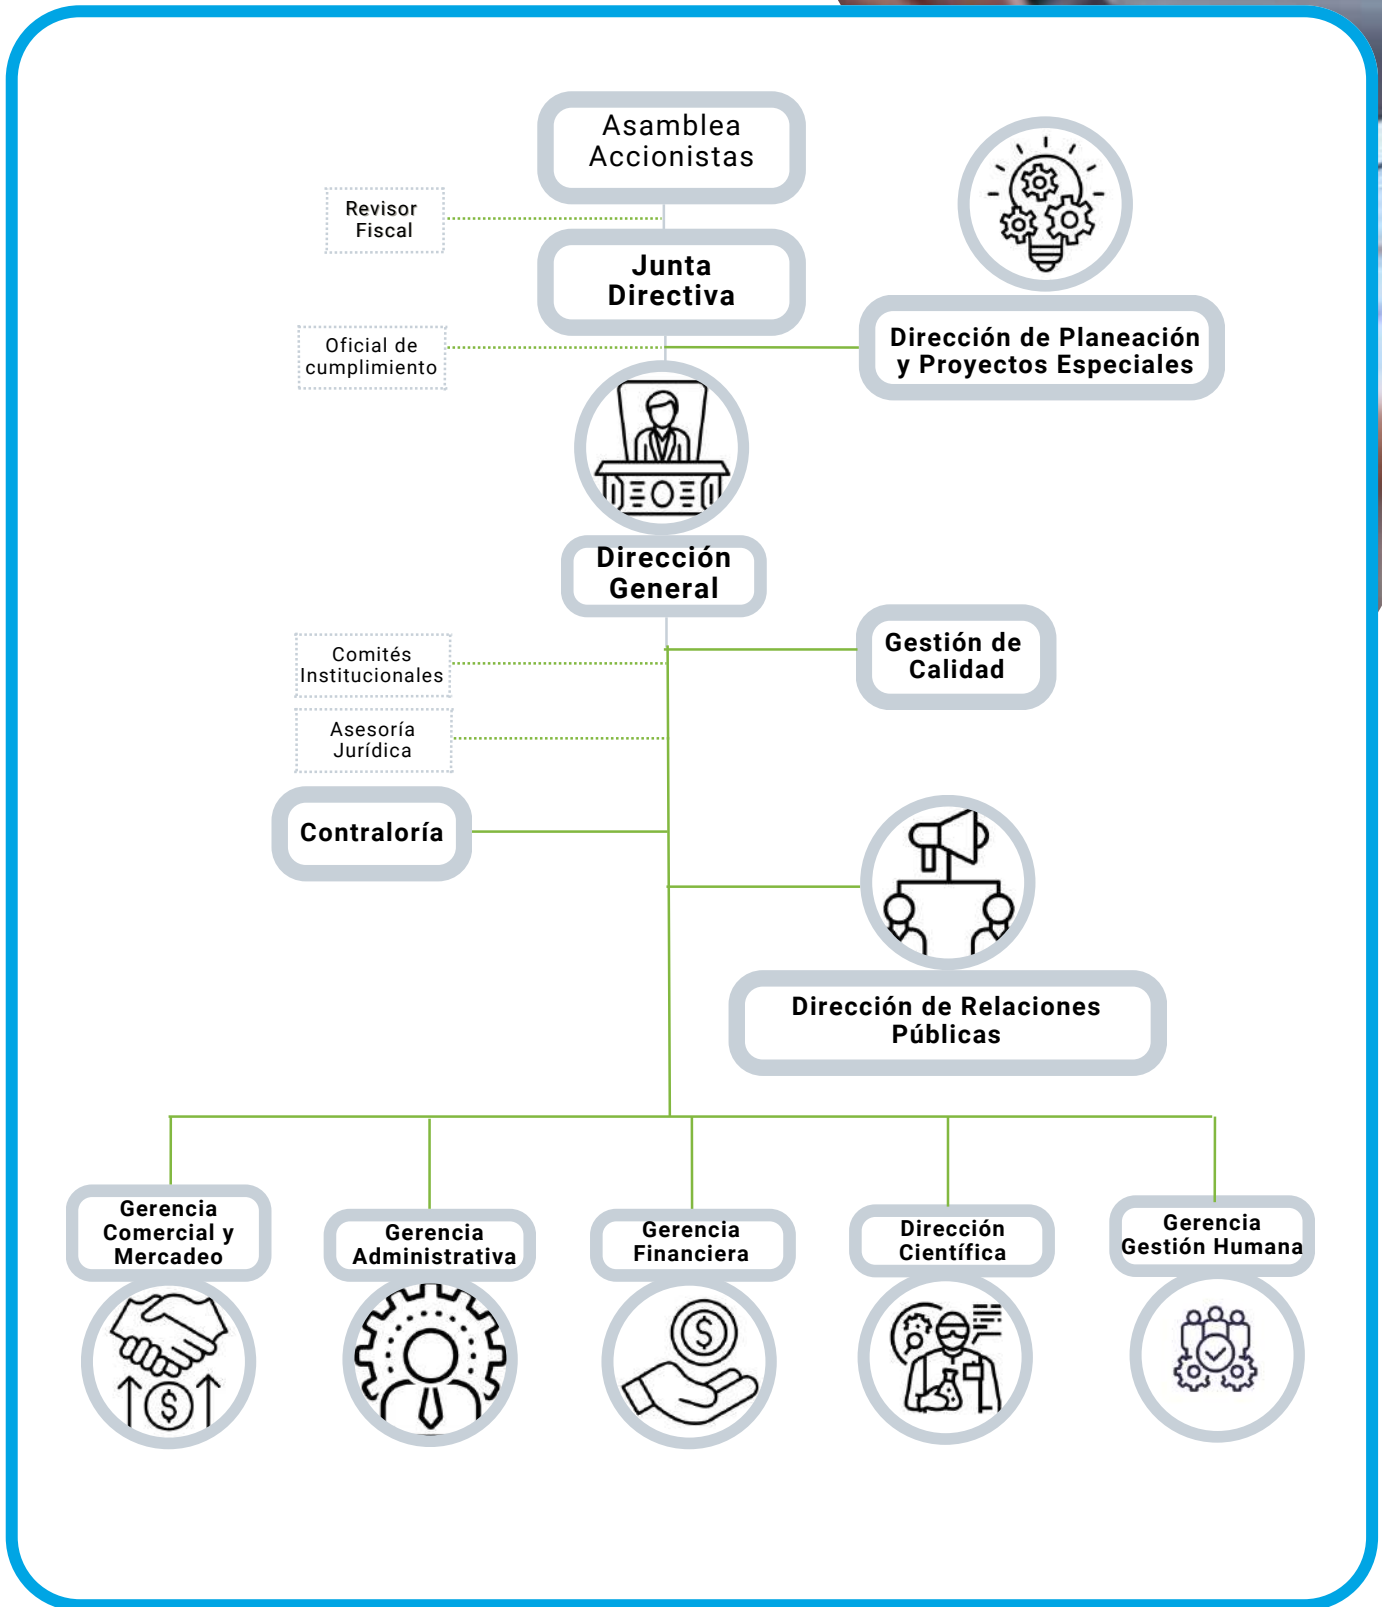 Asamblea
Accionistas
Revisor
Fiscal
Junta
Directiva
Oficial de
cumplimiento
Dirección de Planeación
y Proyectos Especiales
Dirección
General
Comités
Institucionales
Gestión de
Calidad
Asesoría
Jurídica
Contraloría
Dirección de Relaciones
Públicas
Gerencia
Comercial y
Mercadeo
Gerencia
Administrativa
Gerencia
Financiera
Dirección
Científica
Gerencia
Gestión Humana